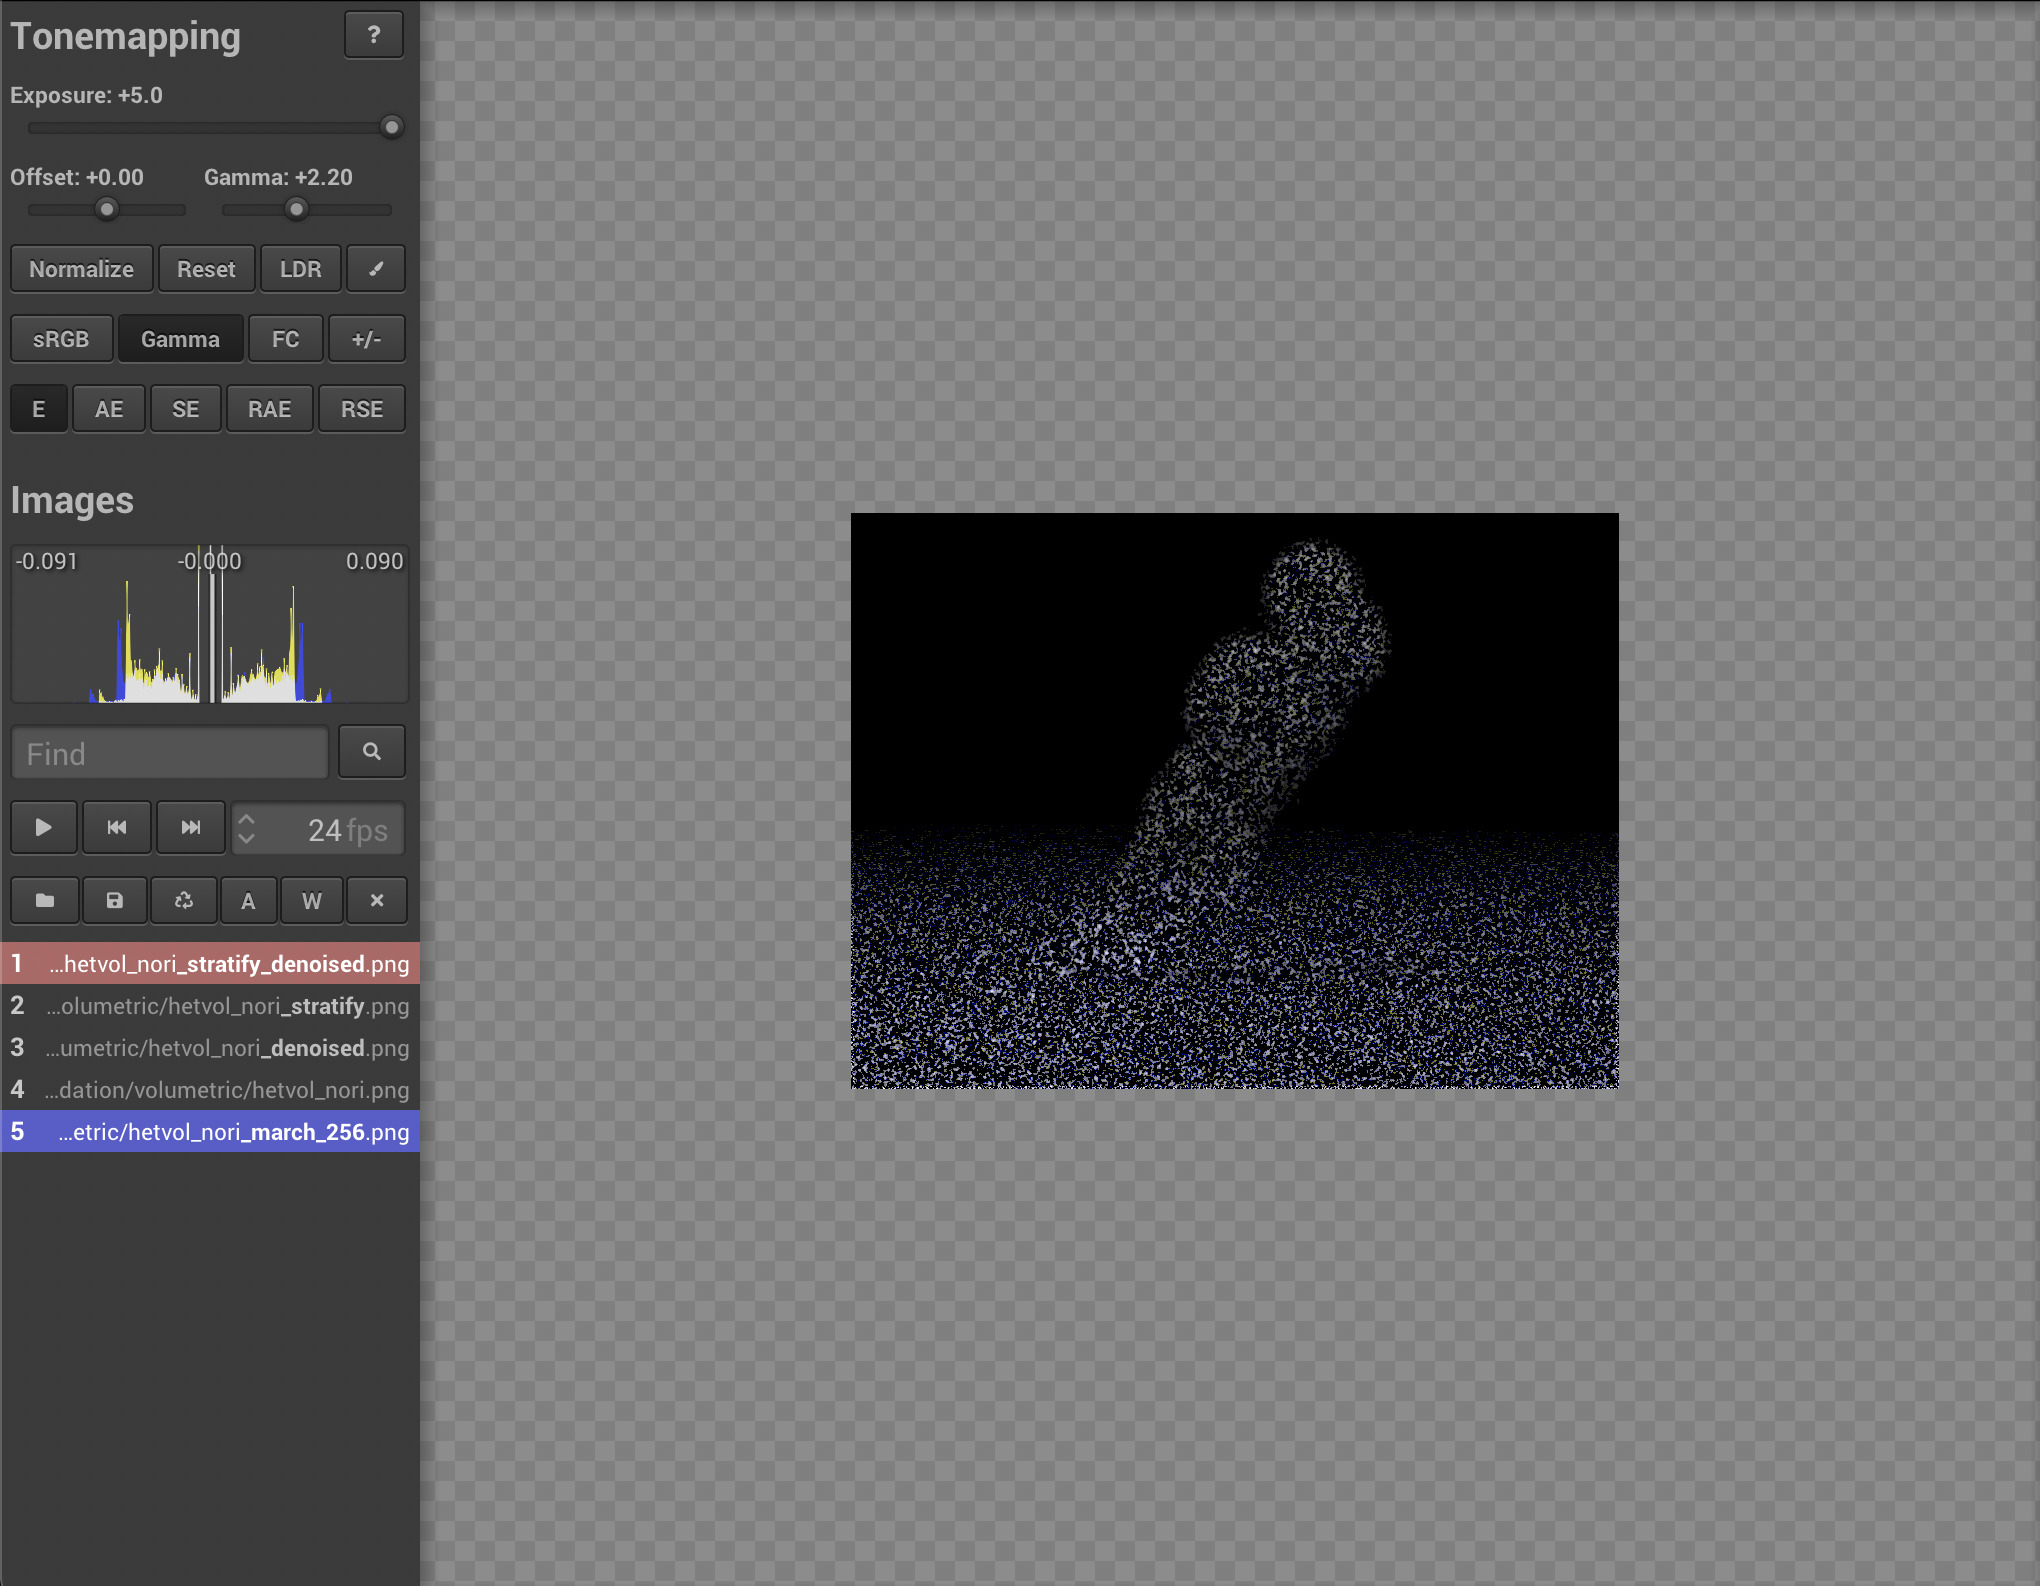 Tonemapping ?
Exposure: +5.0
Offset: +0.00 Gamma: +2.20
Normalize Reset LDR
sRGB Gamma FC +/-
E AE SE RAE RSE
Images
-0.091 -0.000 0.090
Find
24 fps
A W
1 ...hetvol_nori_stratify_denoised.png
2 ...olumetric/hetvol_nori_stratify.png
3 ...umetric/hetvol_nori_denoised.png
4 ...dation/volumetric/hetvol_nori.png
5 ...etric/hetvol_nori_march_256.png